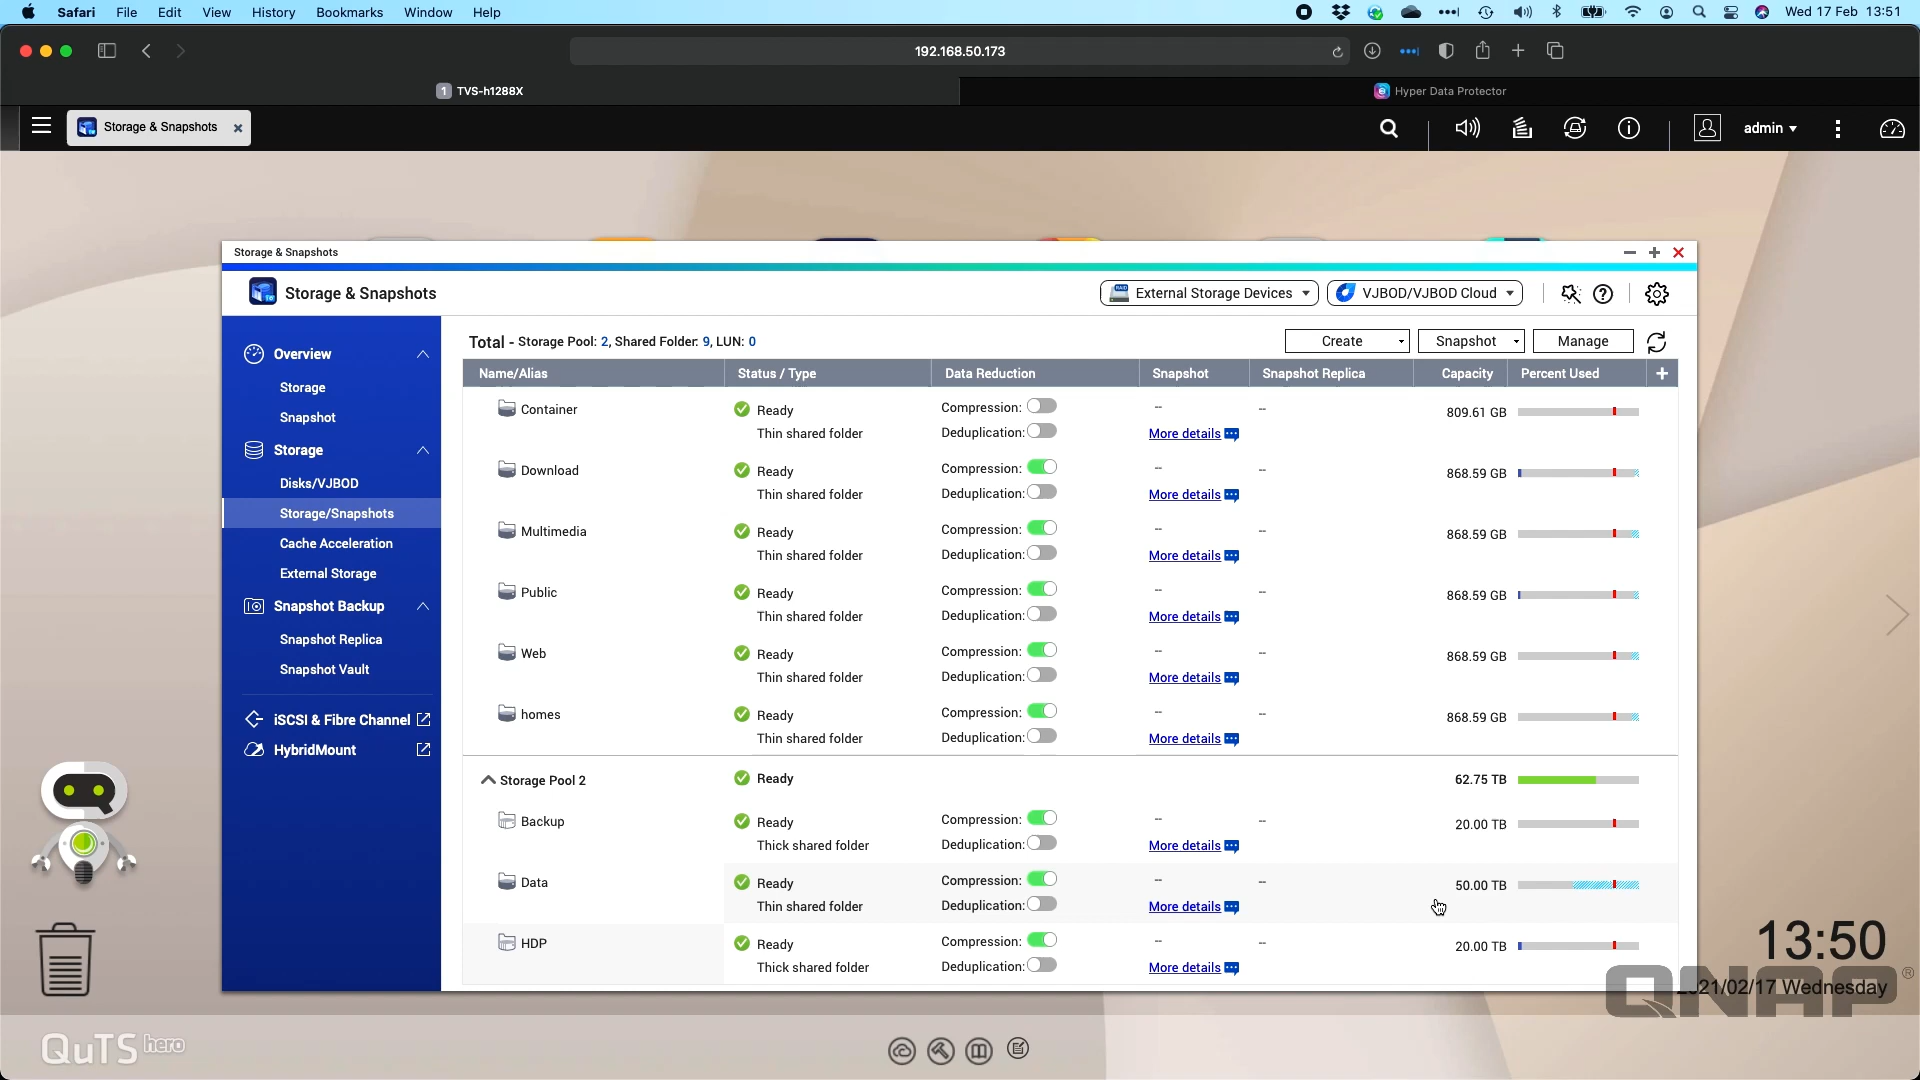 Safari File Edit View History Bookmarks Window Help Wed 17 Feb 13:51
192.168.50.173
1 TVS-h1288X Hyper Data Protector
Storage & Snapshots admin
Storage & Snapshots
Storage & Snapshots External Storage Devices VJBOD/VJBOD Cloud
Total - Storage Pool: 2, Shared Folder: 9, LUN: 0 Create Snapshot Manage
Name/Alias Status / Type Data Reduction Snapshot Snapshot Replica Capacity Percent Used
Overview
Storage
Snapshot
Storage
Disks/VJBOD
Storage/Snapshots
Cache Acceleration
External Storage
Snapshot Backup
Snapshot Replica
Snapshot Vault
iSCSI & Fibre Channel
HybridMount
Container Ready Compression: -- -- 809.61 GB
Thin shared folder Deduplication: More details
Download Ready Compression: -- -- 868.59 GB
Thin shared folder Deduplication: More details
Multimedia Ready Compression: -- -- 868.59 GB
Thin shared folder Deduplication: More details
Public Ready Compression: -- -- 868.59 GB
Thin shared folder Deduplication: More details
Web Ready Compression: -- -- 868.59 GB
Thin shared folder Deduplication: More details
homes Ready Compression: -- -- 868.59 GB
Thin shared folder Deduplication: More details
Storage Pool 2 Ready 62.75 TB
Backup Ready Compression: -- -- 20.00 TB
Thick shared folder Deduplication: More details
Data Ready Compression: -- -- 50.00 TB
Thin shared folder Deduplication: More details
HDP Ready Compression: -- -- 20.00 TB
Thick shared folder Deduplication: More details
13:50
Wednesday
QNAP
QuTS hero